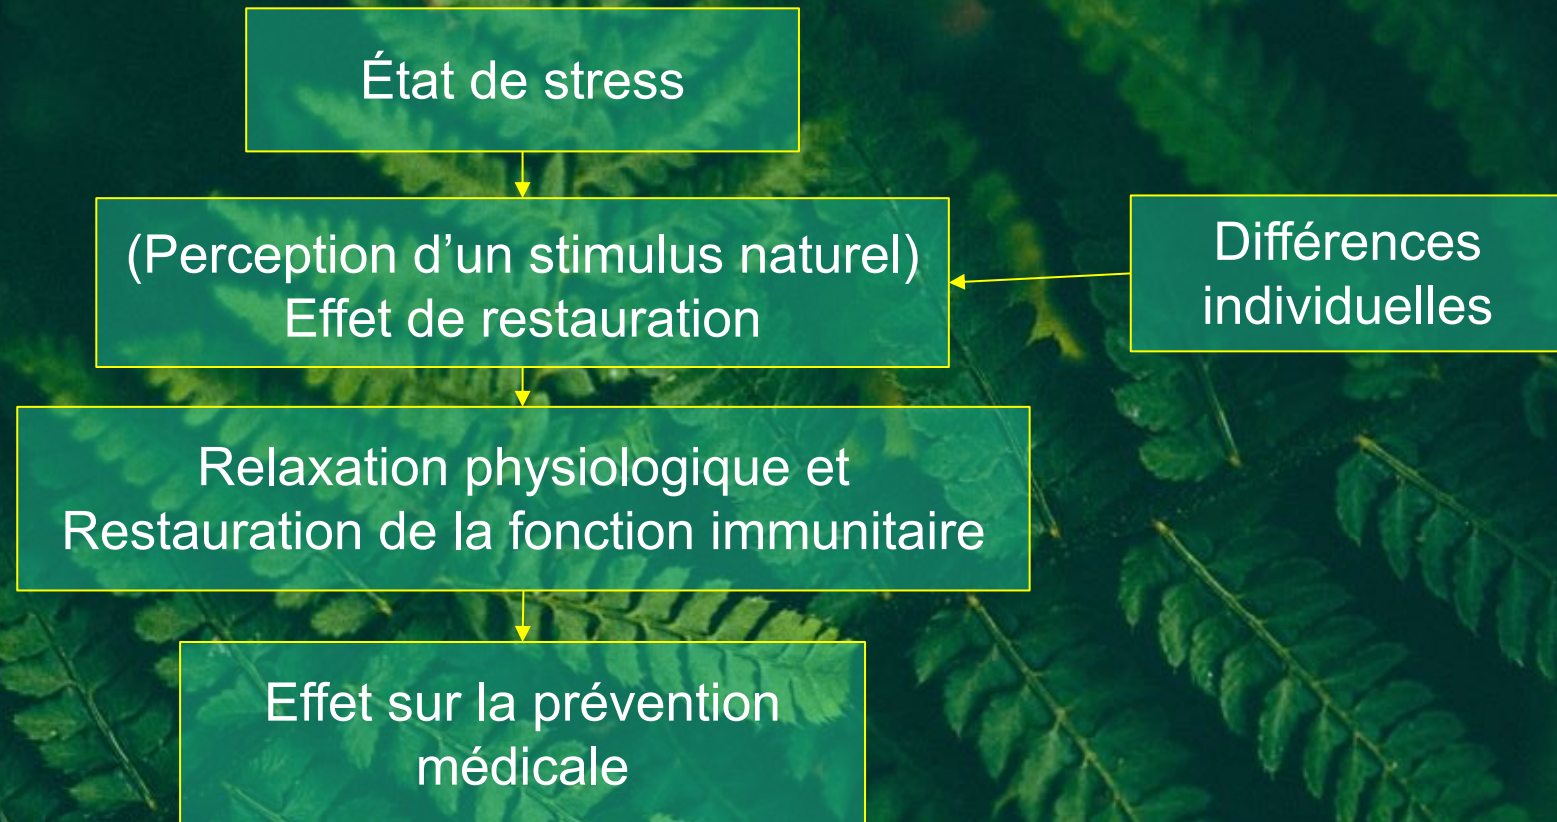 État de stress
(Perception d’un stimulus naturel)
Effet de restauration
Différences
individuelles
Relaxation physiologique et
Restauration de la fonction immunitaire
Effet sur la prévention
médicale